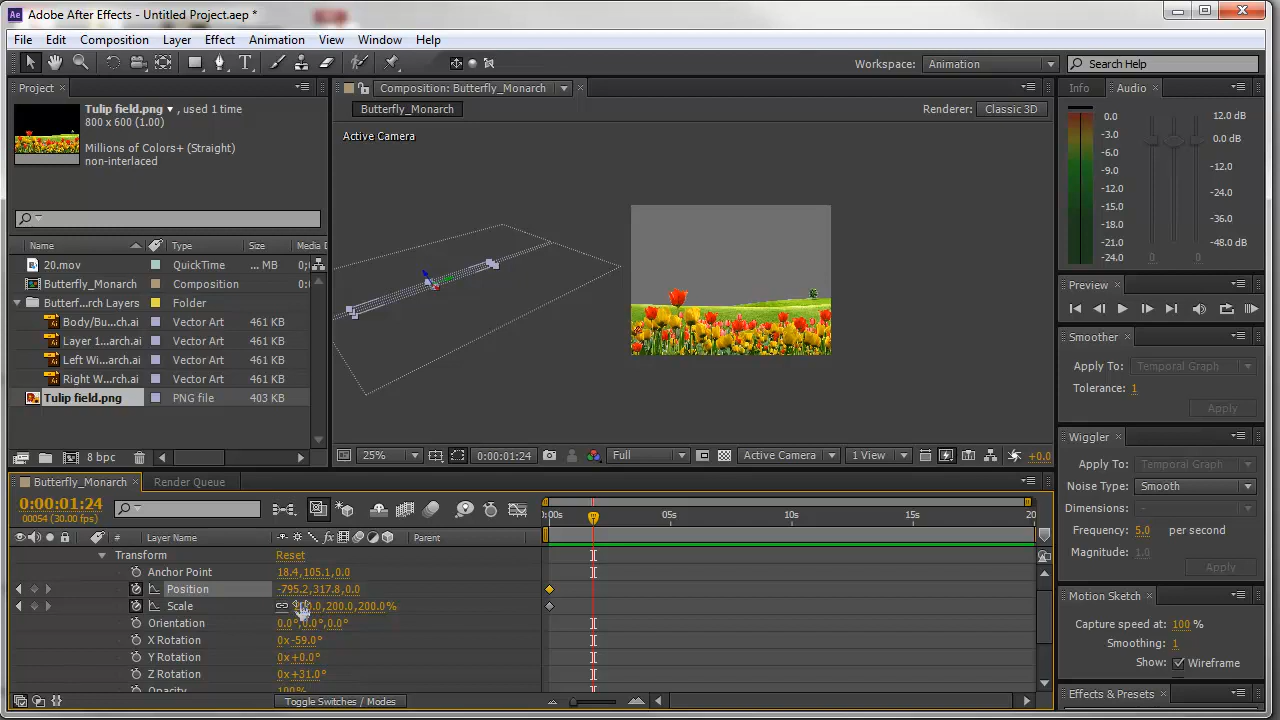 Adobe After Effects - Untitled Project.aep *
File Edit Composition Layer Effect Animation View Window Help
Workspace: Animation Search Help
Project
Tulip field.png , used 1 time
800 x 600 (1.00)
Millions of Colors+ (Straight)
non-interlaced
Name Type Size Media D
20.mov QuickTime ... MB 0;
Butterfly_Monarch Composition 0:
Butterf...rch Layers Folder
Body/Bu...ch.ai Vector Art 461 KB
Layer 1...rch.ai Vector Art 461 KB
Left Wi...rch.ai Vector Art 461 KB
Right W...rch.ai Vector Art 461 KB
Tulip field.png PNG file 403 KB
8 bpc
Composition: Butterfly_Monarch
Butterfly_Monarch
Renderer: Classic 3D
Active Camera
25% 0:00:01:24 Full Active Camera 1 View +0.0
Info Audio
0.0 12.0 dB
-3.0 0.0 dB
-6.0 -12.0
-9.0
-12.0 -24.0
-15.0
-18.0 -36.0
-21.0
-24.0 -48.0 dB
Preview
Smoother
Apply To: Temporal Graph
Tolerance: 1
Apply
Wiggler
Apply To: Temporal Graph
Noise Type: Smooth
Dimensions: -
Frequency: 5.0 per second
Magnitude: 1.0
Apply
Motion Sketch
Capture speed at: 100 %
Smoothing: 1
Show: Wireframe
Effects & Presets
Butterfly_Monarch Render Queue
0:00:01:24
00054 (30.00 fps)
:00s 05s 10s 15s 20
# Layer Name Parent
Transform Reset
Anchor Point 18.4,105.1,0.0
Position -795.2,317.8,0.0
Scale 200.0,200.0%
Orientation 0.0°,0.0°,0.0°
X Rotation 0x-59.0°
Y Rotation 0x+0.0°
Z Rotation 0x+31.0°
Opacity 100%
Toggle Switches / Modes